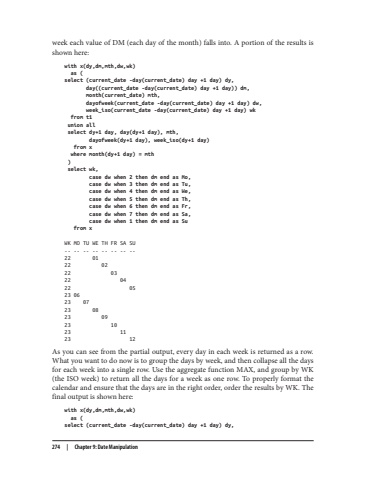 week each value of DM (each day of the month) falls into. A portion of the results is
shown here:
with x(dy,dm,mth,dw,wk)
as (
select (current_date -day(current_date) day +1 day) dy,
day((current_date -day(current_date) day +1 day)) dm,
month(current_date) mth,
dayofweek(current_date -day(current_date) day +1 day) dw,
week_iso(current_date -day(current_date) day +1 day) wk
from t1
union all
select dy+1 day, day(dy+1 day), mth,
dayofweek(dy+1 day), week_iso(dy+1 day)
from x
where month(dy+1 day) = mth
)
select wk,
case dw when 2 then dm end as Mo,
case dw when 3 then dm end as Tu,
case dw when 4 then dm end as We,
case dw when 5 then dm end as Th,
case dw when 6 then dm end as Fr,
case dw when 7 then dm end as Sa,
case dw when 1 then dm end as Su
from x
WK MO TU WE TH FR SA SU
-- -- -- -- -- -- -- --
22 01
22 02
22 03
22 04
22 05
23 06
23 07
23 08
23 09
23 10
23 11
23 12
As you can see from the partial output, every day in each week is returned as a row.
What you want to do now is to group the days by week, and then collapse all the days
for each week into a single row. Use the aggregate function MAX, and group by WK
(the ISO week) to return all the days for a week as one row. To properly format the
calendar and ensure that the days are in the right order, order the results by WK. The
final output is shown here:
with x(dy,dm,mth,dw,wk)
as (
select (current_date -day(current_date) day +1 day) dy,
274 | Chapter 9: Date Manipulation